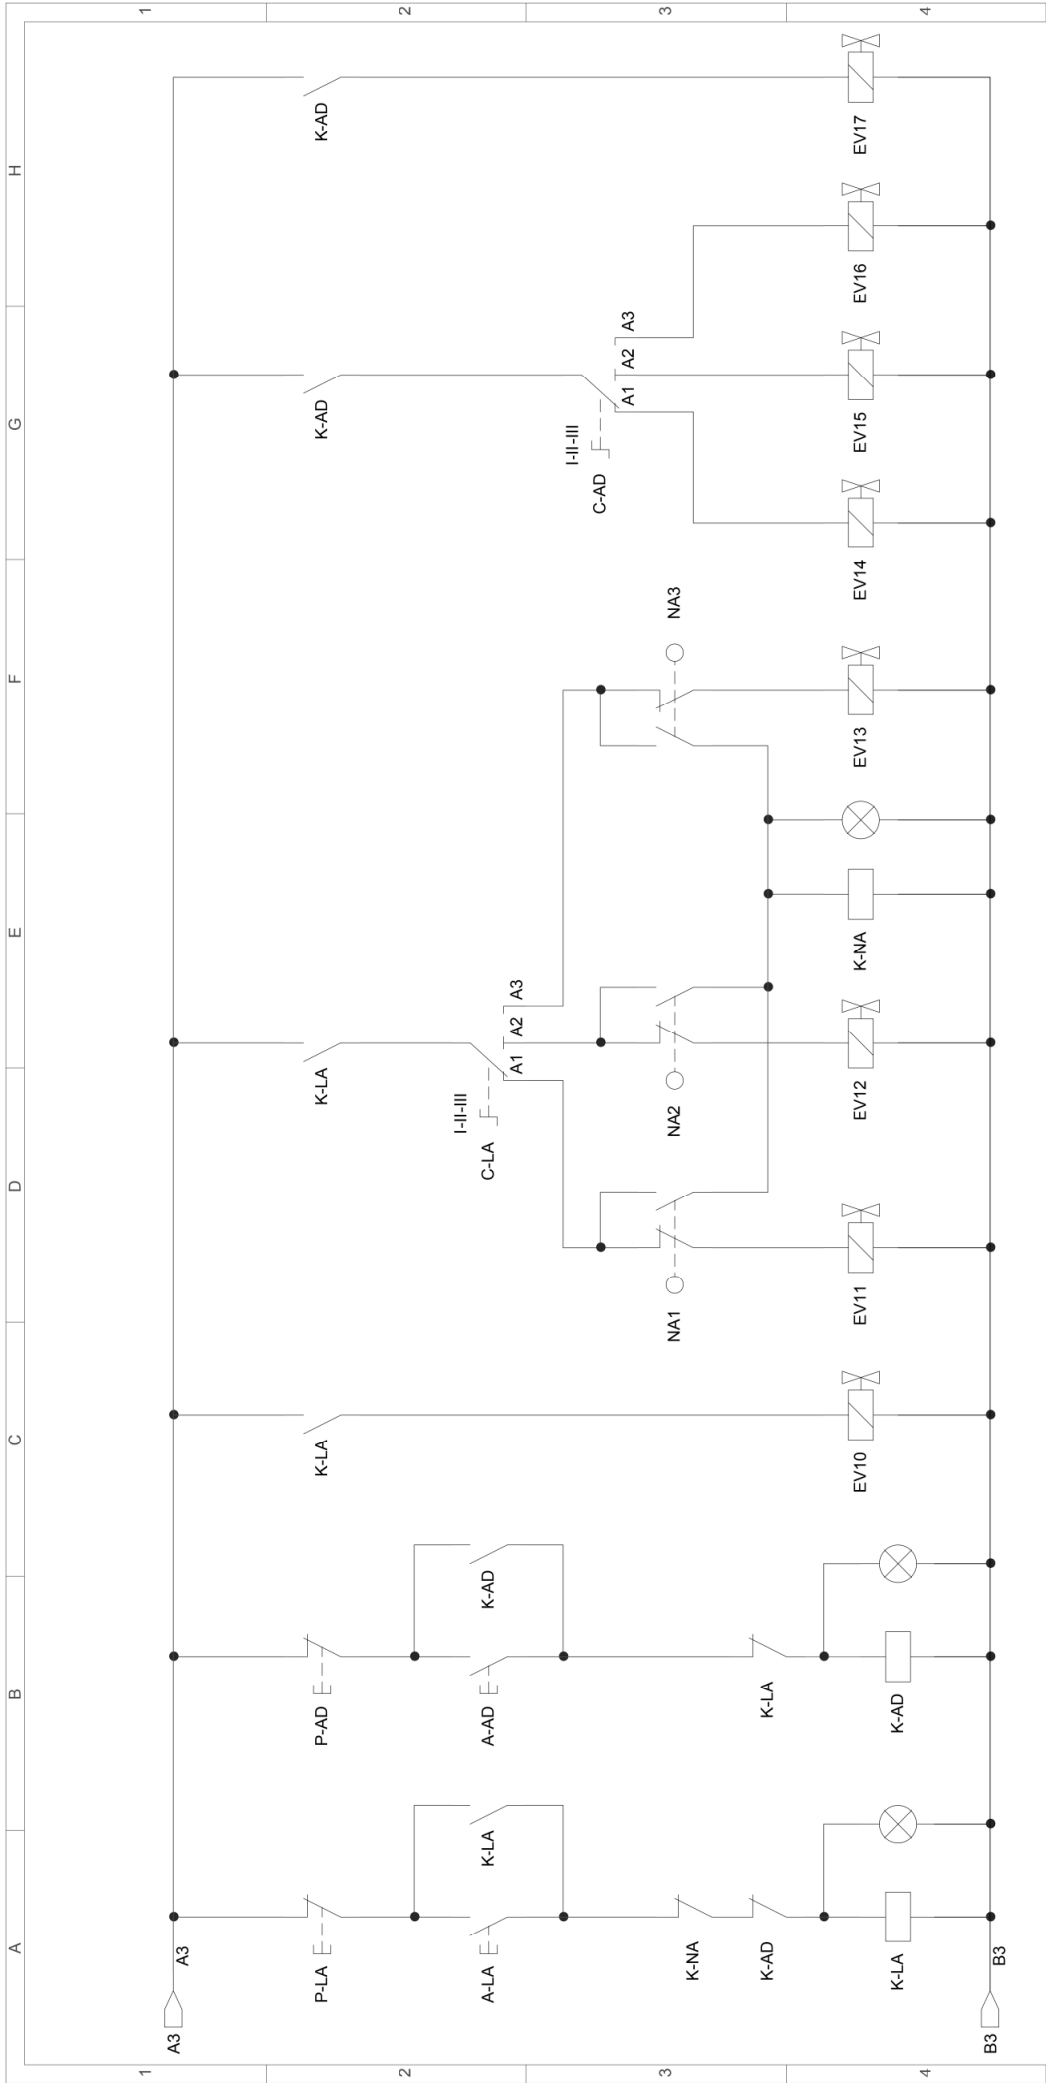 A B C D E F G H
1
2
3
4
1
2
3
4
A3
A3
P-LA
P-AD
K-LA
K-LA
K-AD
K-AD
A-LA
K-LA
A-AD
K-AD
I-II-III
C-LA
A1
A2
A3
I-II-III
C-AD
A1
A2
A3
K-NA
K-AD
K-LA
NA1
NA2
NA3
K-LA
K-AD
EV10
EV11
EV12
K-NA
EV13
EV14
EV15
EV16
EV17
B3
B3